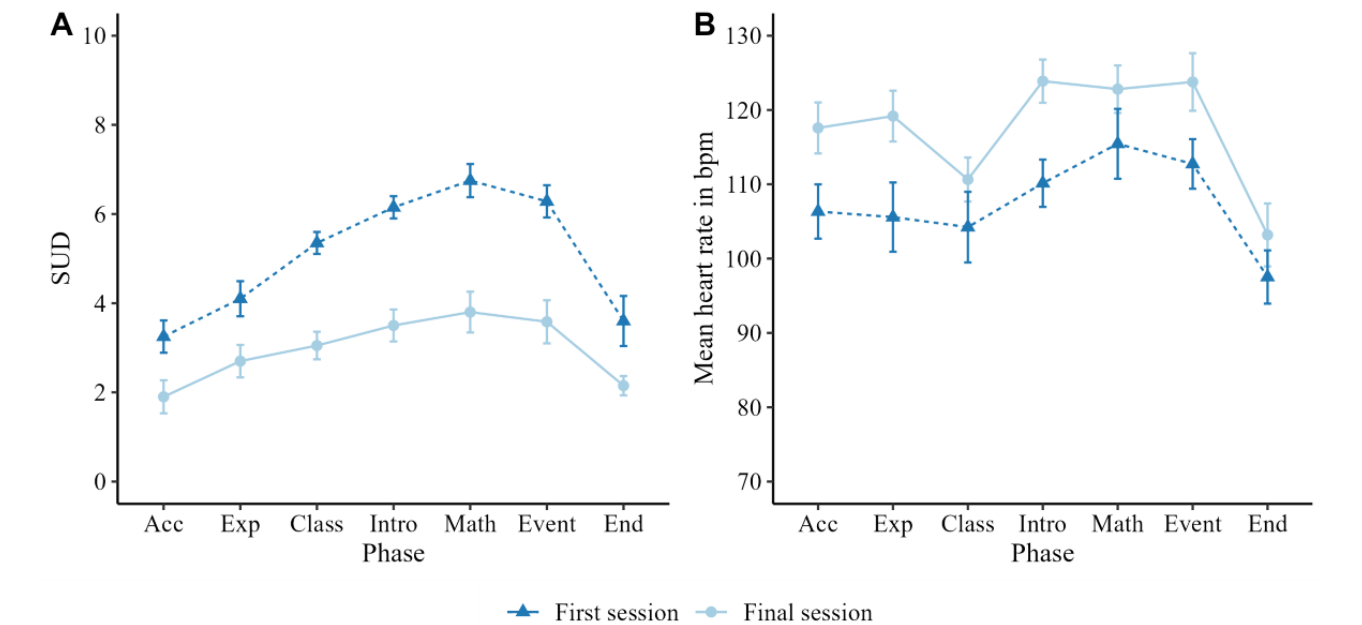 A
10
8
6
4
2
0
SUD
Acc Exp Class Intro Math Event End
Phase
B
130
120
110
100
90
80
70
Mean heart rate in bpm
Acc Exp Class Intro Math Event End
Phase
First session Final session